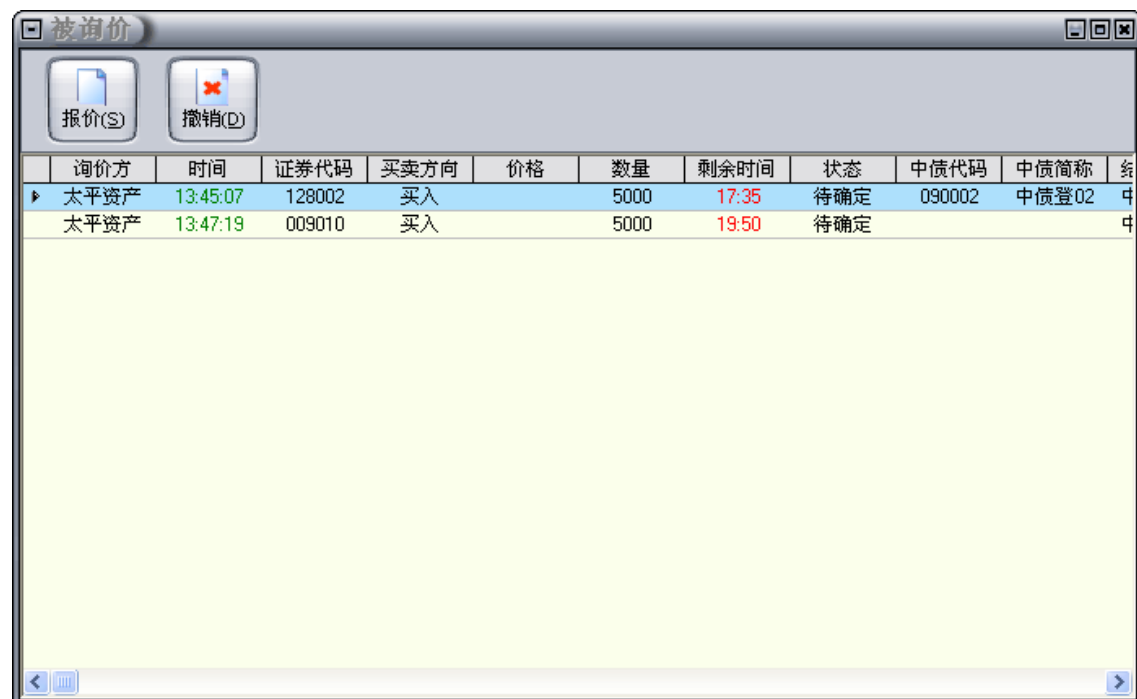 被询价
报价(S) 撤销(D)
询价方 时间 证券代码 买卖方向 价格 数量 剩余时间 状态 中债代码 中债简称
太平资产 13:45:07 128002 买入 5000 17:35 待确定 090002 中债登02
太平资产 13:47:19 009010 买入 5000 19:50 待确定